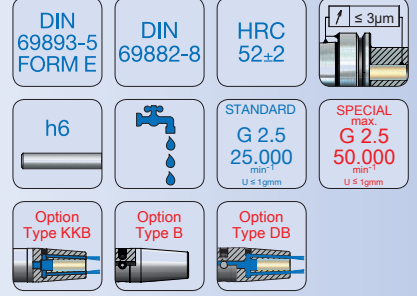 DIN
69893-5
FORM E
DIN
69882-8
HRC
52±2
↗ ≤ 3µm
h6
STANDARD
G 2.5
25.000
min⁻¹
U ≤ 1gmm
SPECIAL
max.
G 2.5
50.000
min⁻¹
U ≤ 1gmm
Option
Type KKB
Option
Type B
Option
Type DB